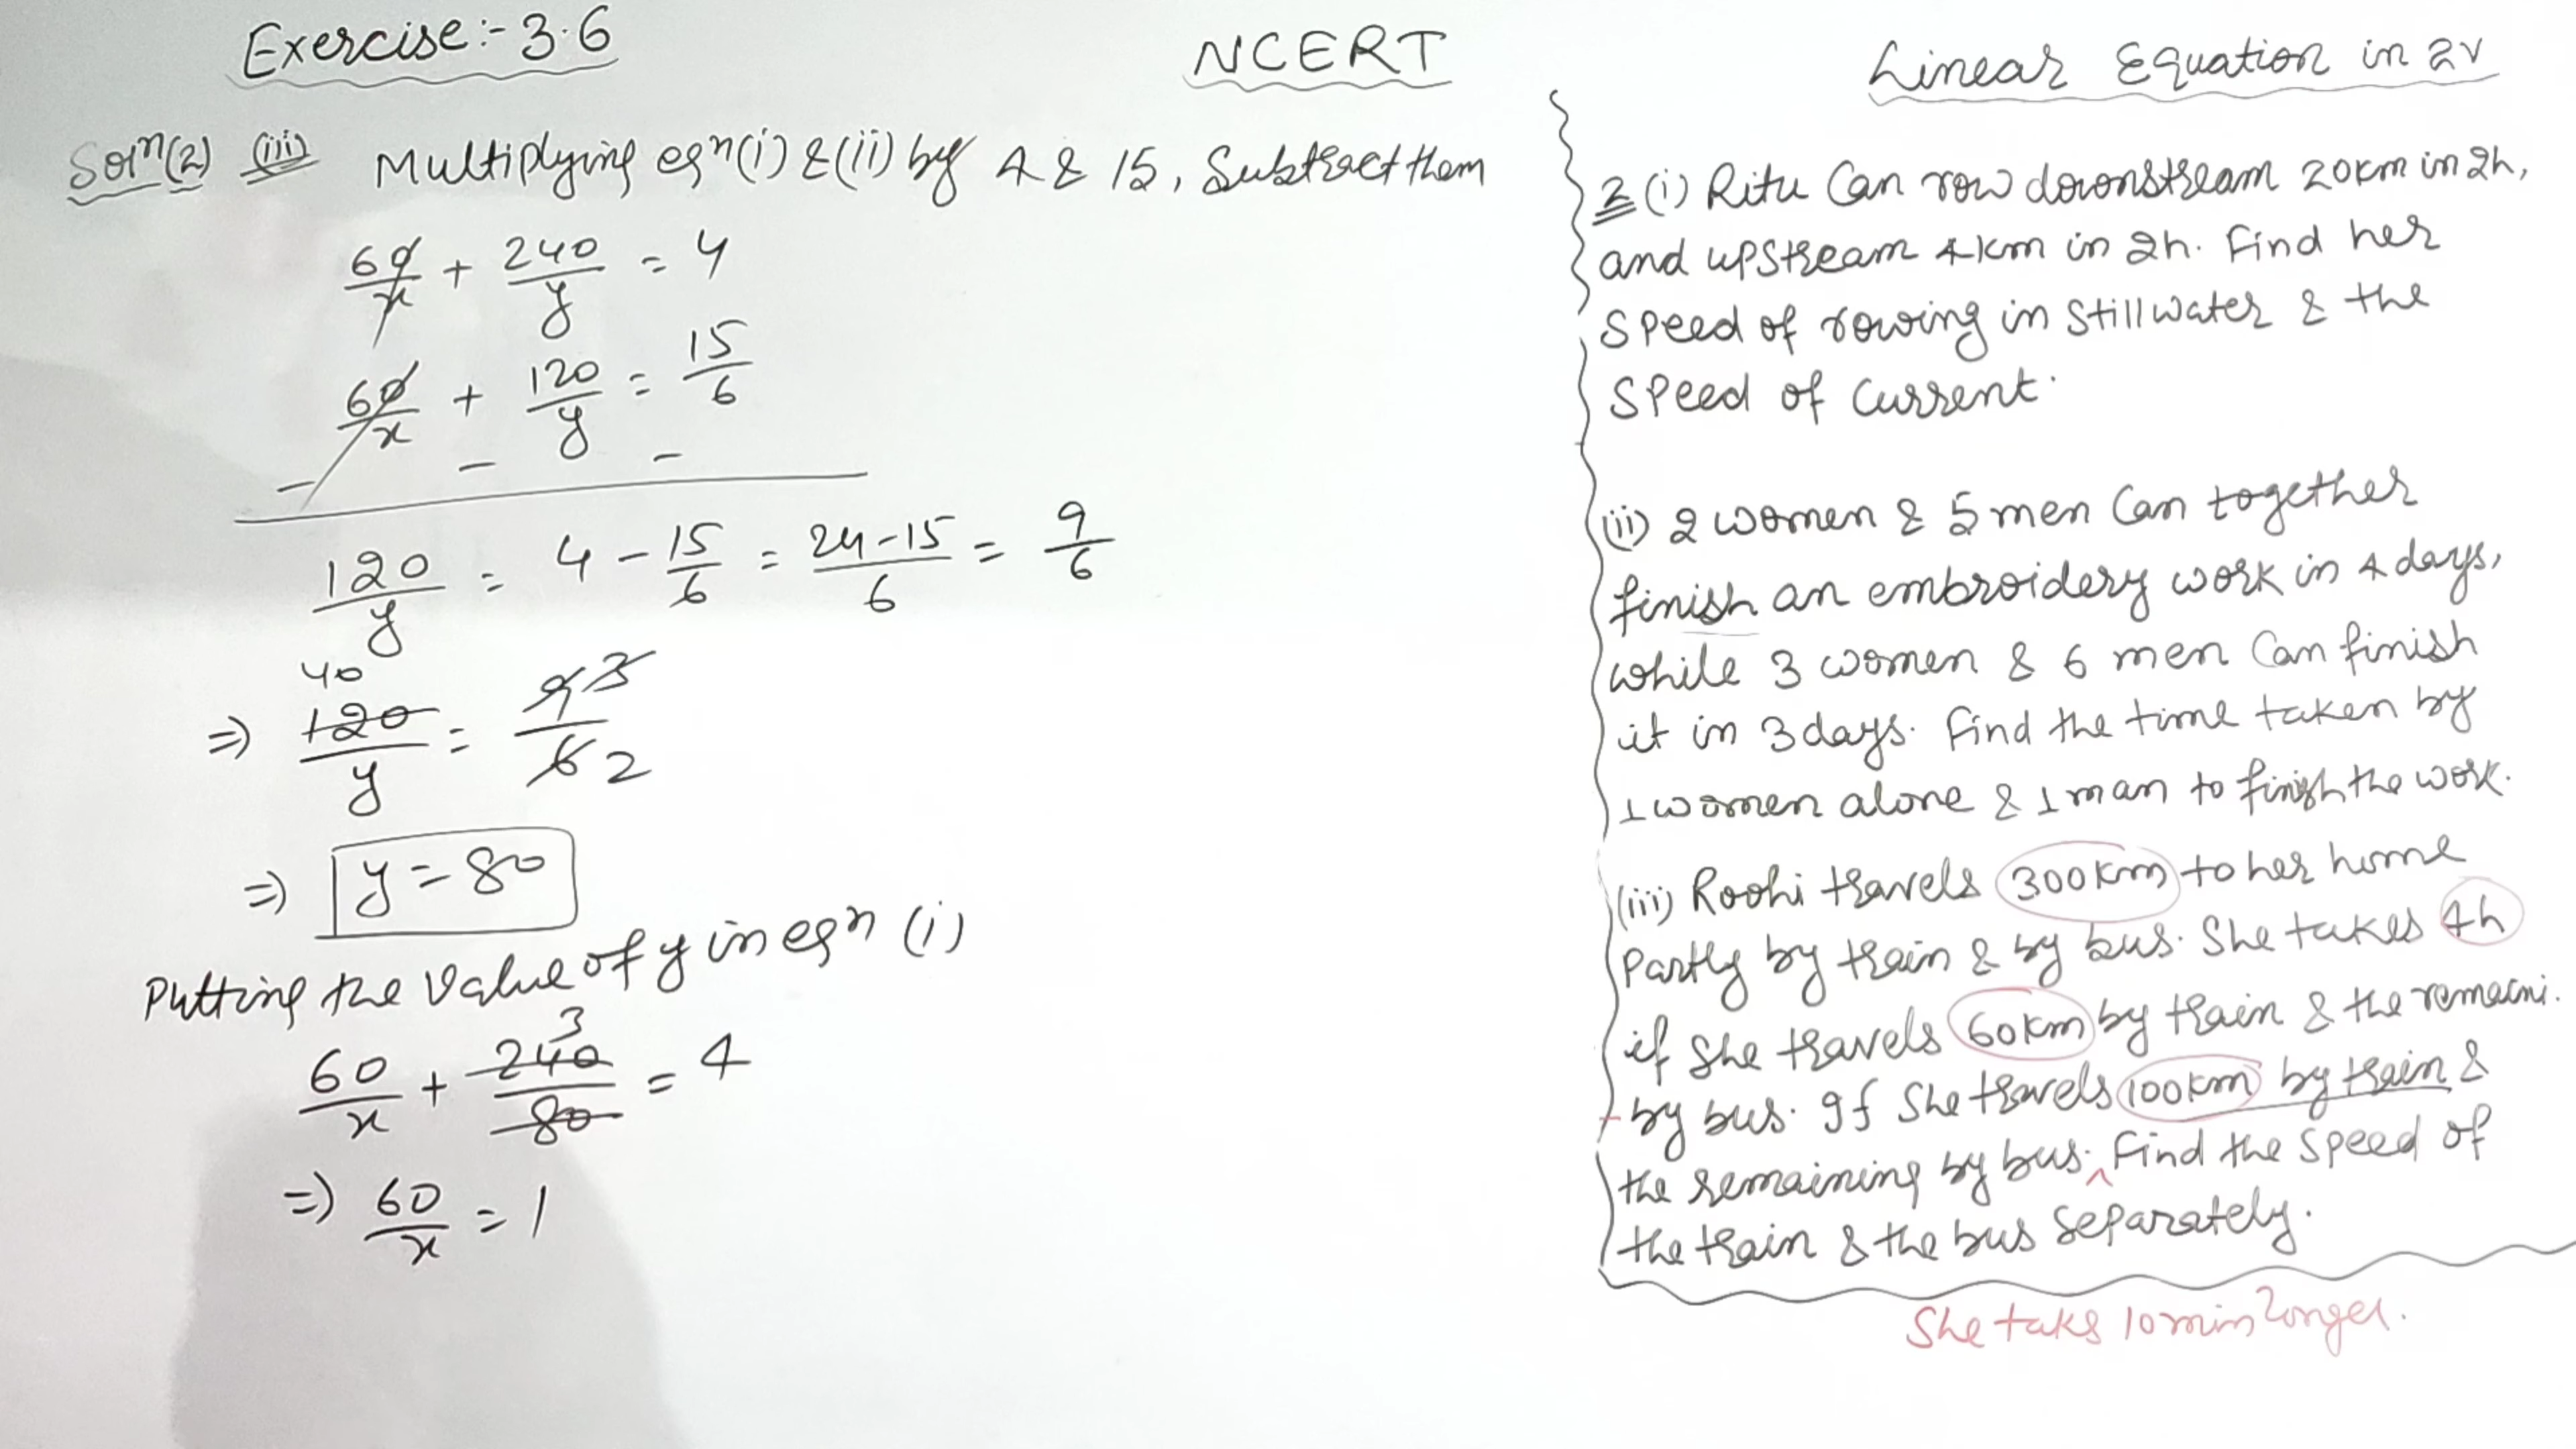 Exercise:- 3.6
NCERT
Linear Equation in 2V
Solⁿ(2) (iii) Multiplying eqⁿ(i) & (ii) by 4 & 15, Subtract them
60/x + 240/y = 4
60/x + 120/y = 15/6
- - -
120/y = 4 - 15/6 = 24-15/6 = 9/6
40
=) 120/y = 9 3/6 2
=) y = 80
Putting the value of y in eqⁿ (i)
3
60/x + 240/80 = 4
=) 60/x = 1
2 (i) Ritu Can row downstream 20km in 2h,
and upstream 4km in 2h. Find her
Speed of rowing in Still water & the
Speed of Current.
(ii) 2 women & 5 men Can together
finish an embroidery work in 4 days,
while 3 women & 6 men Can finish
it in 3 days. Find the time taken by
1 women alone & 1 man to finish the work.
(iii) Roohi travels 300km to her home
Partly by train & by bus. She takes 4h
if She travels 60km by train & the remaini.
by bus. If She travels 100km by train &
the remaining by bus. ^ Find the Speed of
the train & the bus Separately.
She taks 10 min longer.